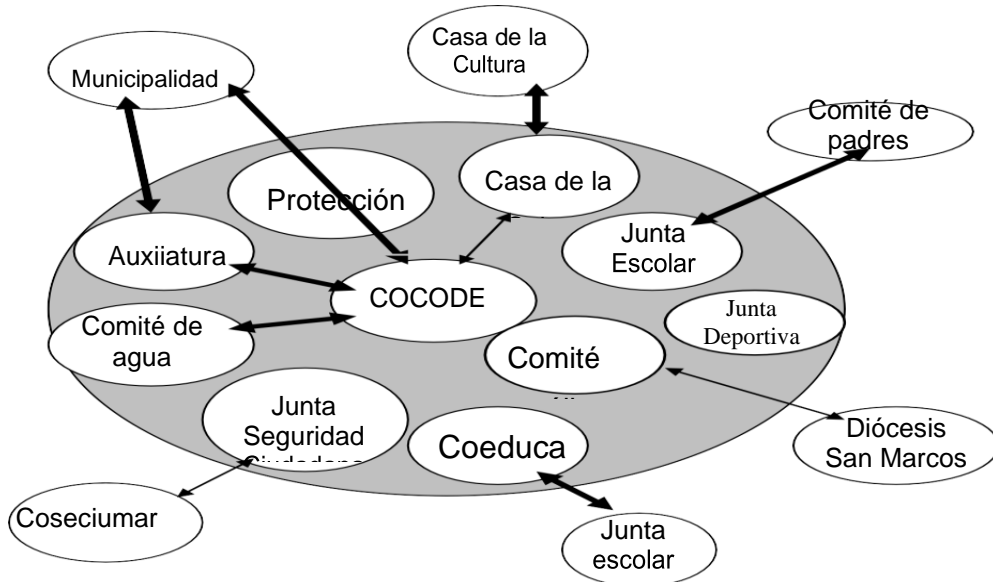 Casa de la
Cultura
Municipalidad
Comité de
padres
Protección
Casa de la
Junta
Escolar
Auxiiatura
COCODE
Junta
Deportiva
Comité de
agua
Comité
Junta
Seguridad
Coeduca
Diócesis
San Marcos
Coseciumar
Junta
escolar